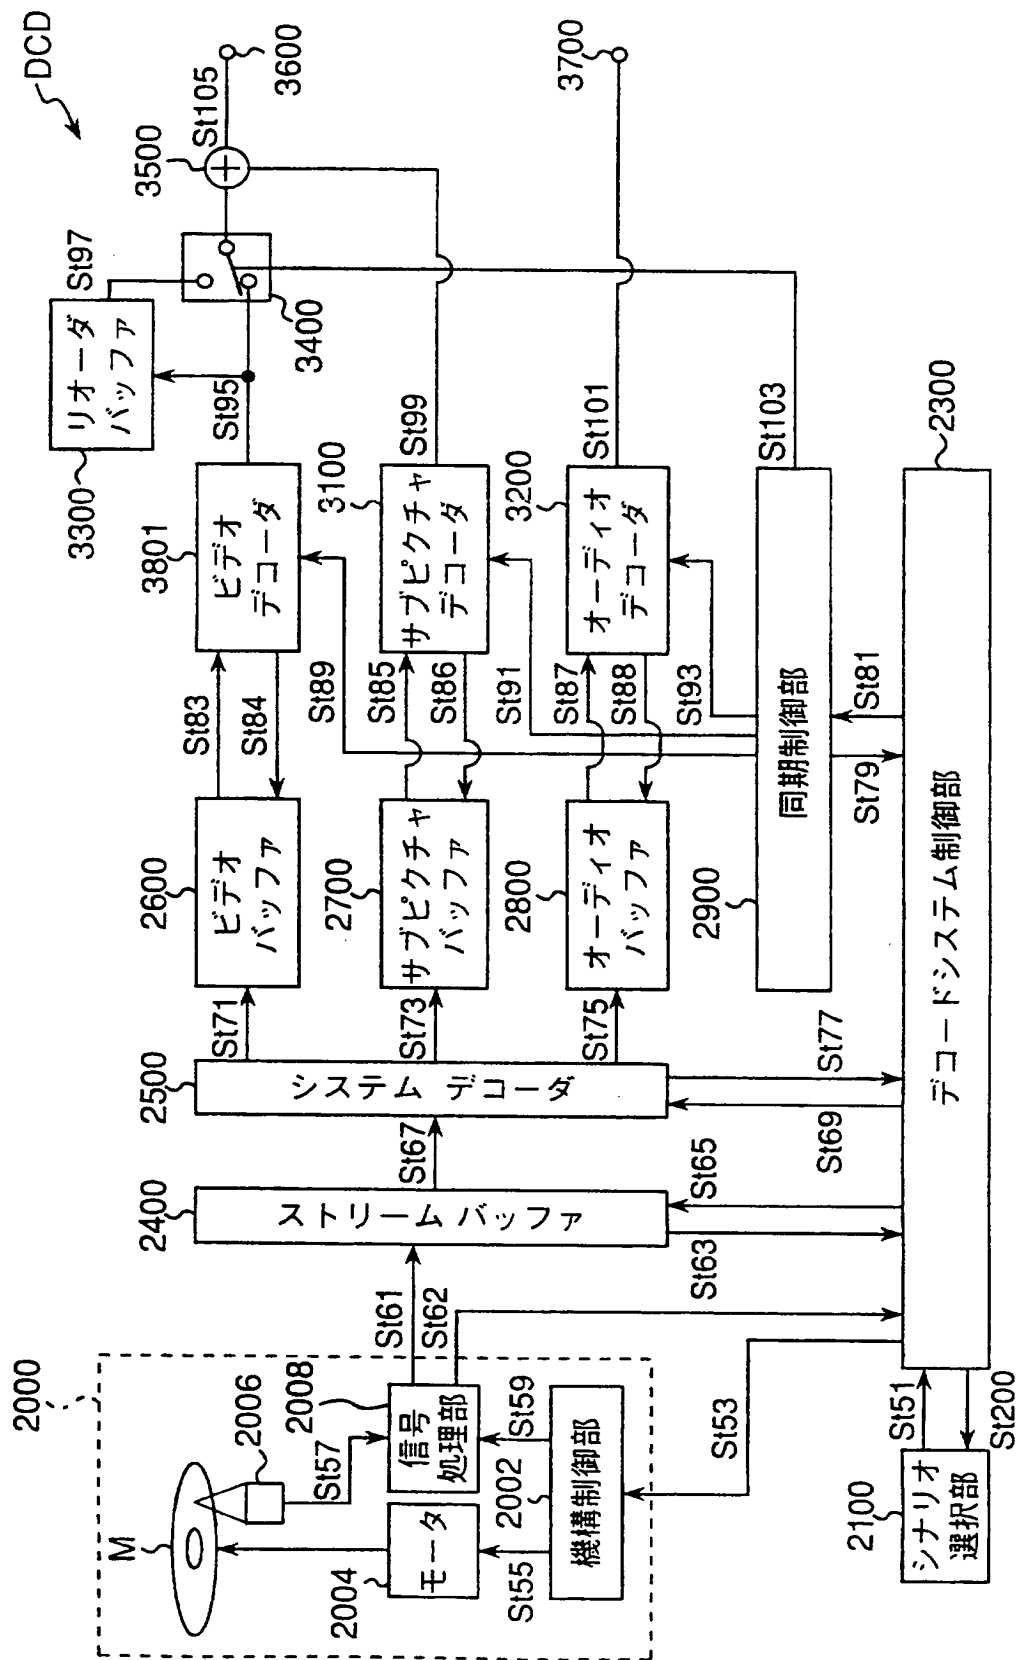 DCD
2000
M
2006
St57
2004
モータ
2008
信号
処理部
St55
2002
St59
機構制御部
St61
St62
St53
2100
シナリオ
選択部
St51
St200
2400
ストリーム バッファ
St63
St65
St67
2500
システム デコーダ
St69
St77
St71
St73
St75
2600
ビデオ
バッファ
2700
サブピクチャ
バッファ
2800
オーディオ
バッファ
St83
St84
St89
St85
St86
St91
St87
St88
St93
3801
ビデオ
デコーダ
3100
サブピクチャ
デコーダ
3200
オーディオ
デコーダ
2900
同期制御部
St79
St81
2300
デコードシステム制御部
3300
リオーダ
バッファ
St95
St97
St99
St101
St103
3400
3500
St105
3600
3700